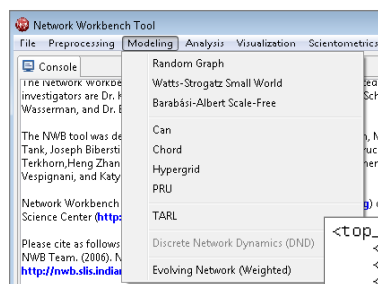 Network Workbench Tool
File Preprocessing Modeling Analysis Visualization Scientometrics
Console
The Network Workbe
investigators are Dr. K
Wasserman, and Dr. E
The NWB tool was de
Tank, Joseph Biberst
Terkhorn,Heng Zhan
Vespignani, and Katy
Network Workbench
Science Center (http:
Please cite as follows
NWB Team. (2006). N
http://nwb.slis.indian
Random Graph
Watts-Strogatz Small World
Barabási-Albert Scale-Free
Can
Chord
Hypergrid
PRU
TARL
Discrete Network Dynamics (DND)
Evolving Network (Weighted)
<top_